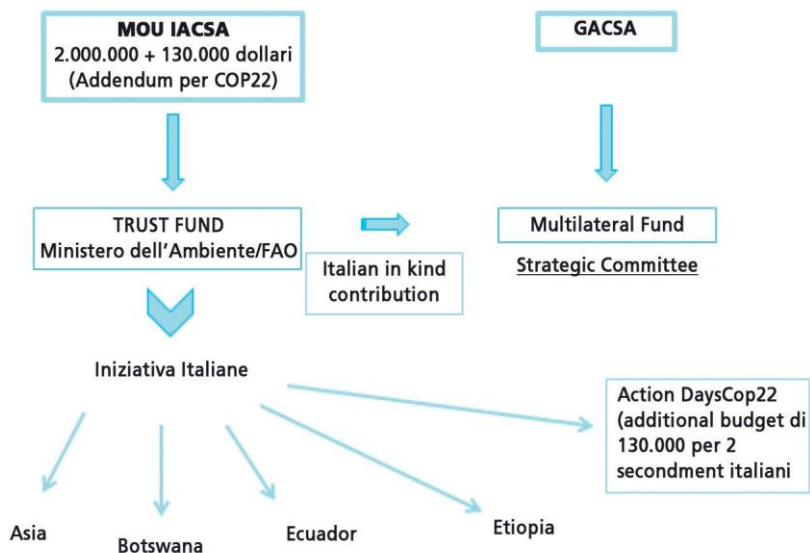 MOU IACSA
2.000.000 + 130.000 dollari
(Addendum per COP22)
GACSA
TRUST FUND
Ministero dell'Ambiente/FAO
Italian in kind
contribution
Multilateral Fund
Strategic Committee
Iniziativa Italiane
Action DaysCop22
(additional budget di
130.000 per 2
secondment italiani
Asia
Botswana
Ecuador
Etiopia